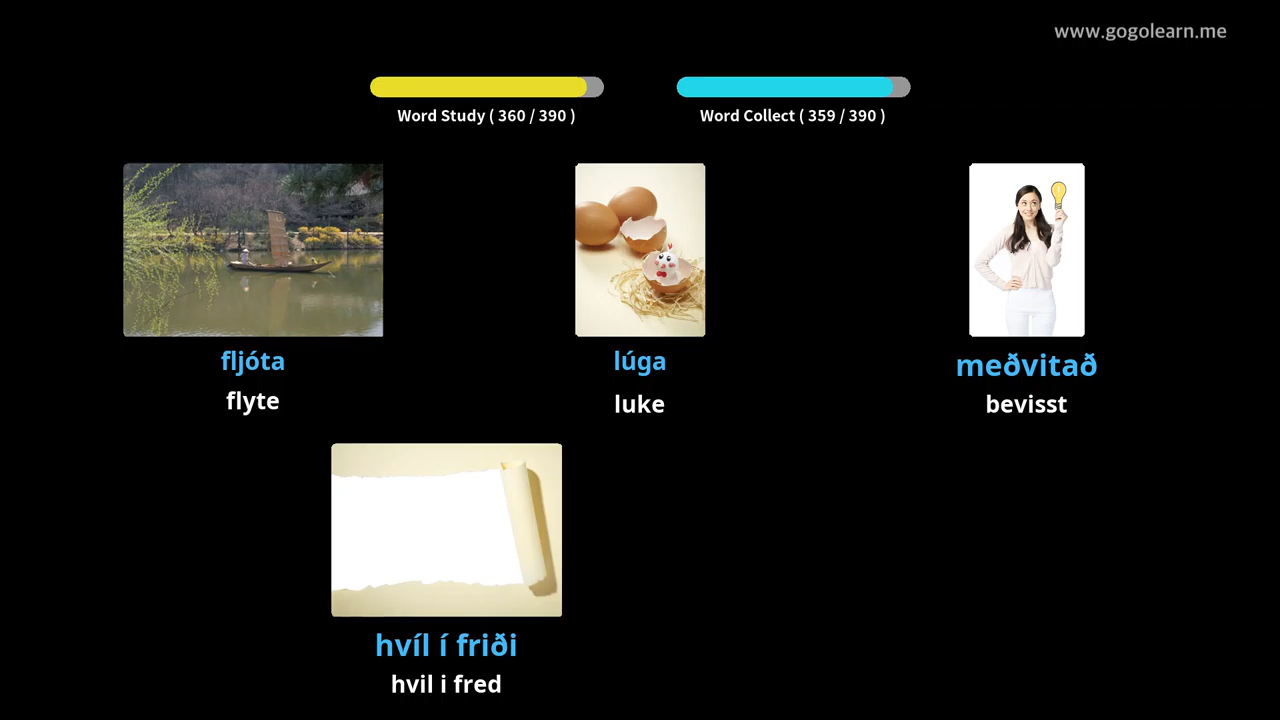 www.gogolearn.me
Word Study ( 360 / 390 )
Word Collect ( 359 / 390 )
fljóta
flyte
lúga
luke
meðvitað
bevisst
hvíl í friði
hvil i fred